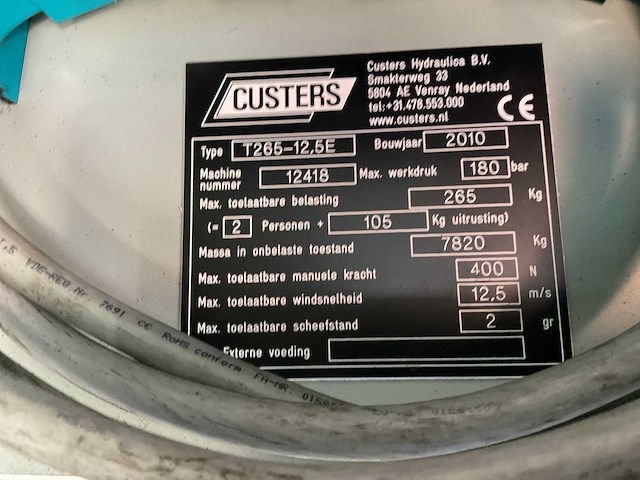 CUSTERS
Custers Hydraulica B.V.
Smakterweg 33
5804 AE Venray Nederland
tel:+31.478.553.000
www.custers.nl
CE
Type T265-12,5E Bouwjaar 2010
Machine nummer 12418 Max. werkdruk 180 bar
Max. toelaatbare belasting 265 Kg
(= 2 Personen + 105 Kg uitrusting)
Massa in onbelaste toestand 7820 Kg
Max. toelaatbare manuele kracht 400 N
Max. toelaatbare windsnelheid 12,5 m/s
Max. toelaatbare scheefstand 2 gr
Externe voeding
1,5 VDE-REG Nr. 7691 CE RoHS conform